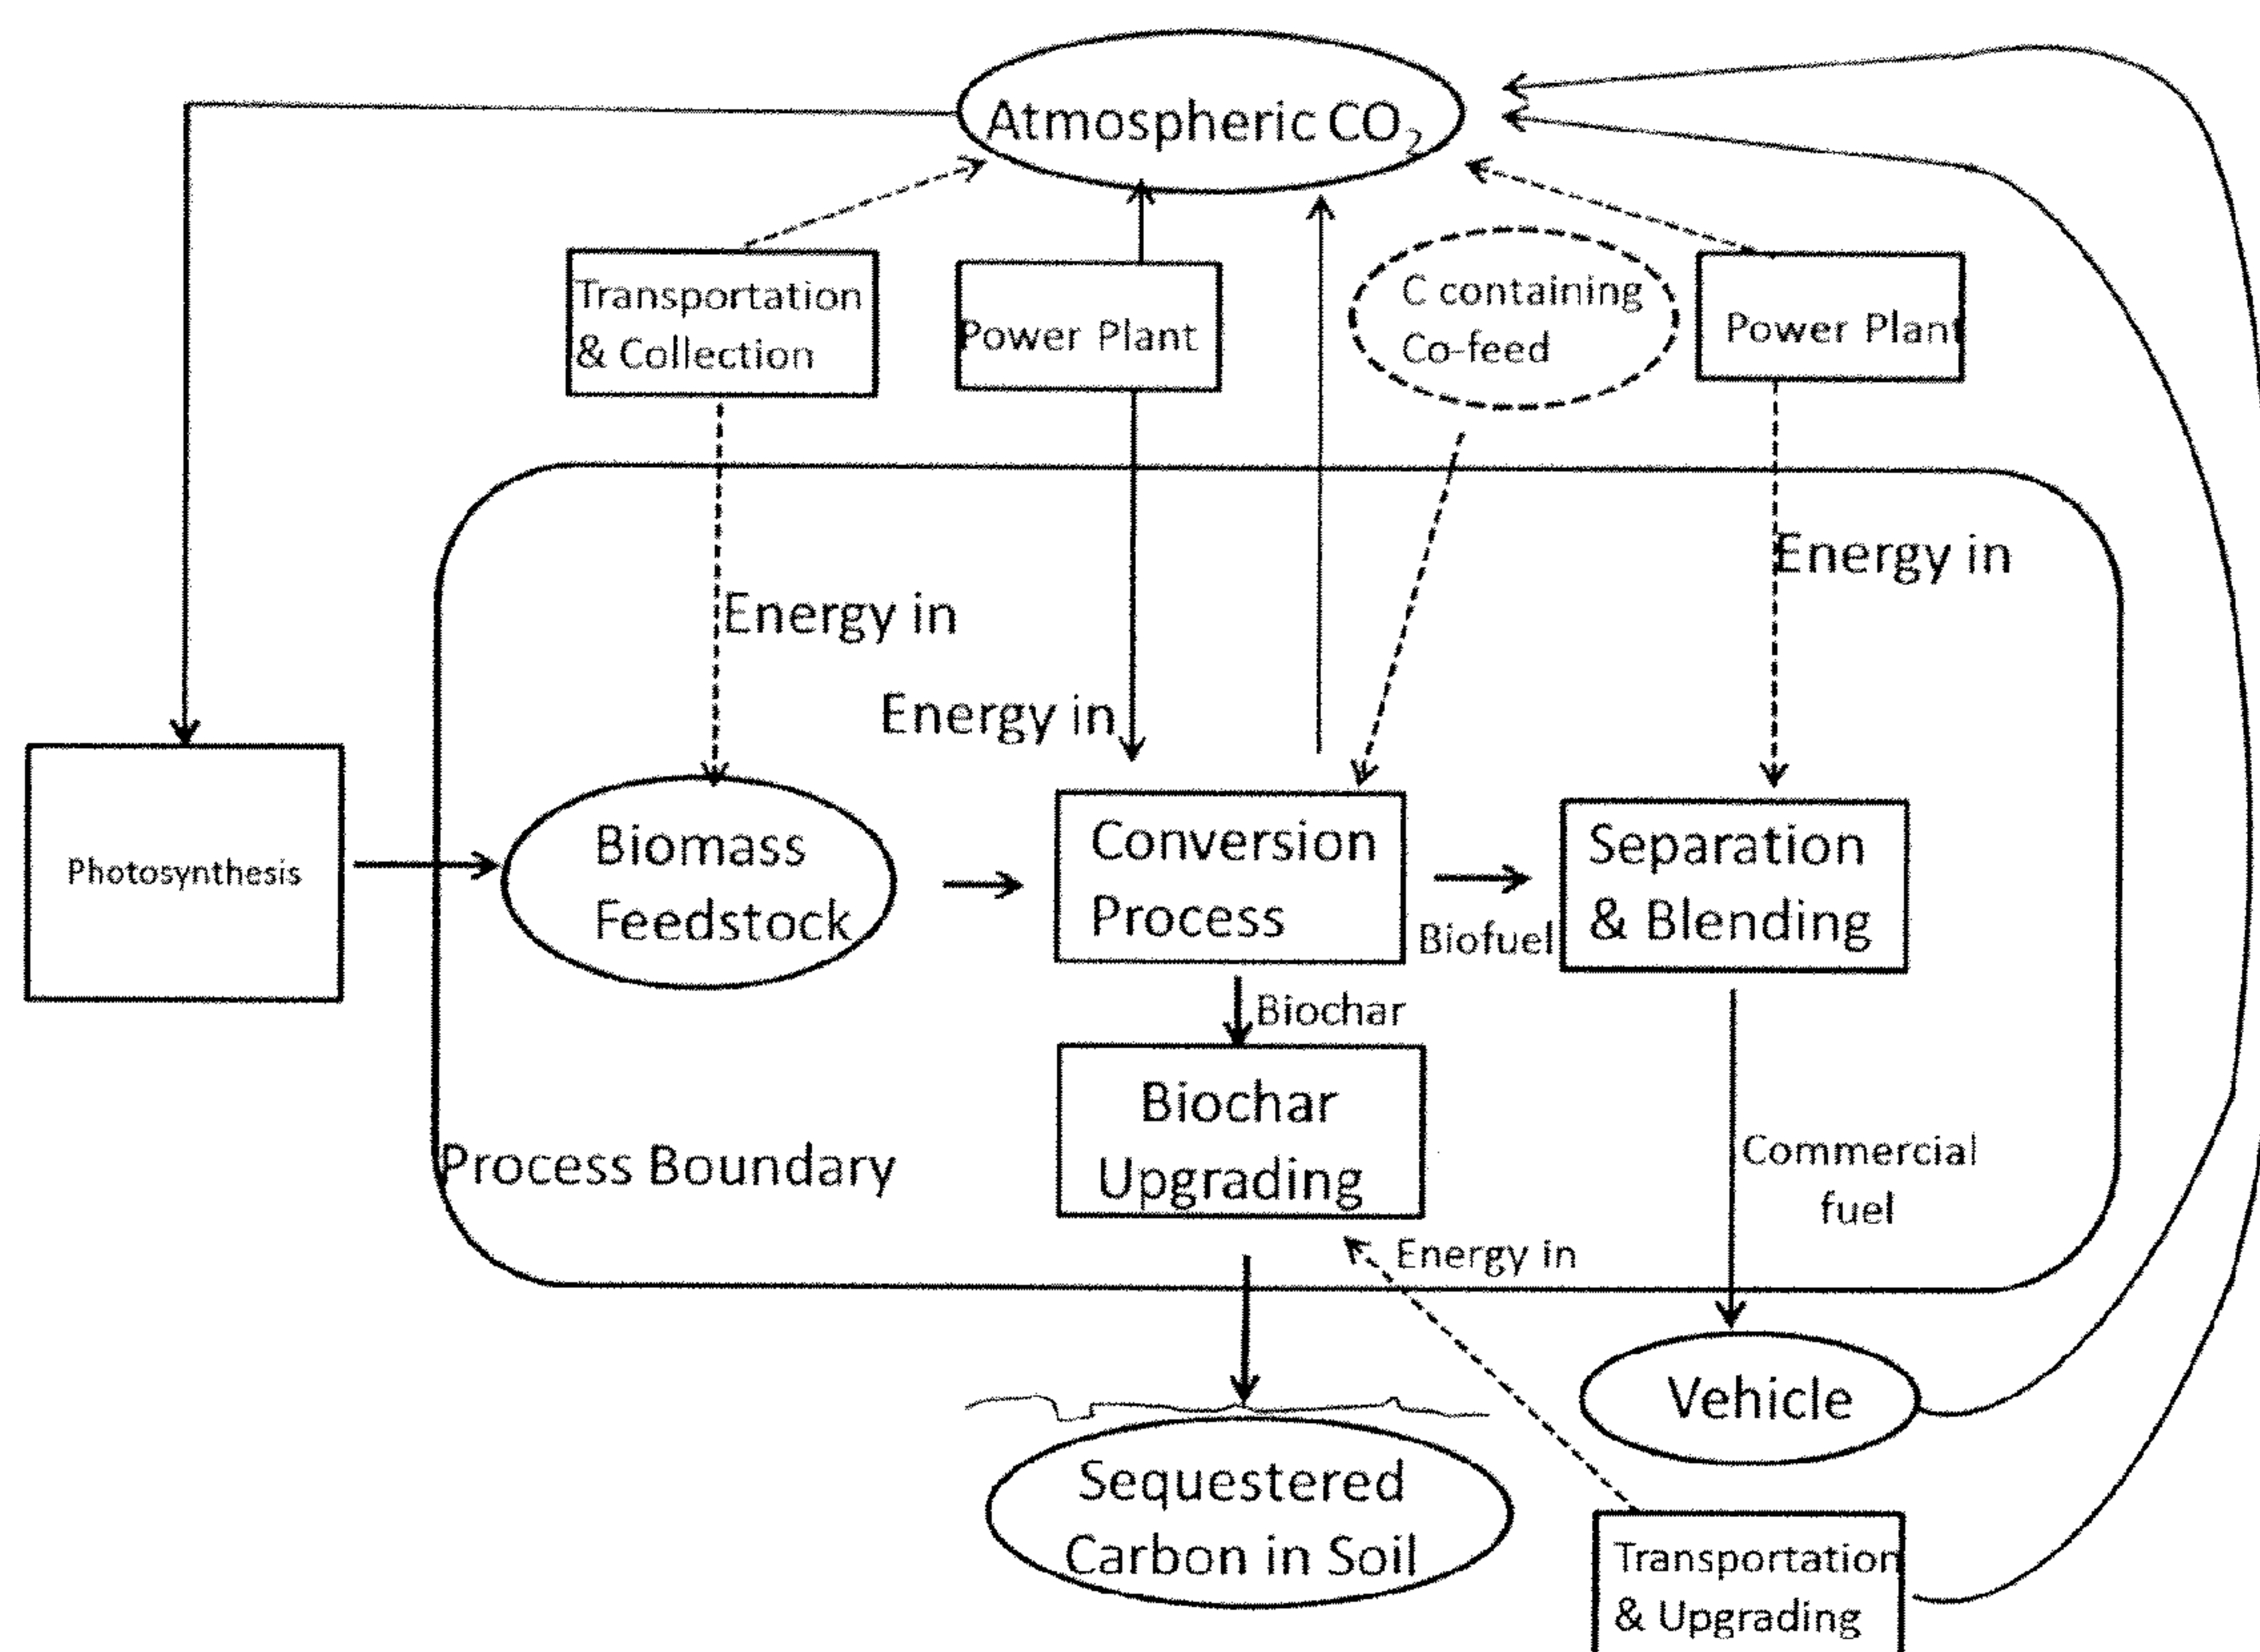 Atmospheric CO2
Transportation
& Collection
Power Plant
C containing
Co-feed
Power Plant
Energy in
Energy in
Energy in
Photosynthesis
Biomass
Feedstock
Conversion
Process
Biofuel
Separation
& Blending
Biochar
Biochar
Upgrading
Process Boundary
Commercial
fuel
Energy in
Vehicle
Sequestered
Carbon in Soil
Transportation
& Upgrading